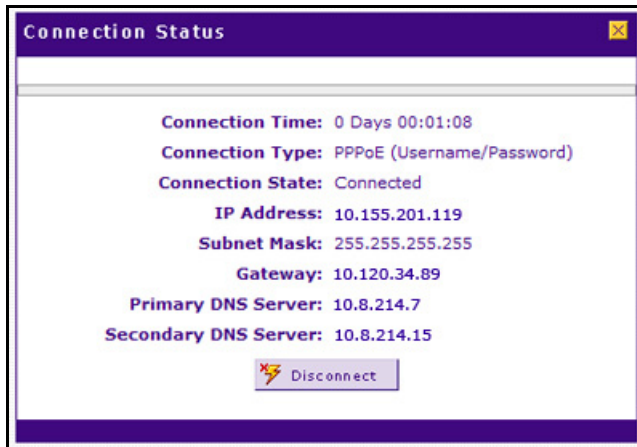 Connection Status
Connection Time: 0 Days 00:01:08
Connection Type: PPPoE (Username/Password)
Connection State: Connected
IP Address: 10.155.201.119
Subnet Mask: 255.255.255.255
Gateway: 10.120.34.89
Primary DNS Server: 10.8.214.7
Secondary DNS Server: 10.8.214.15
Disconnect